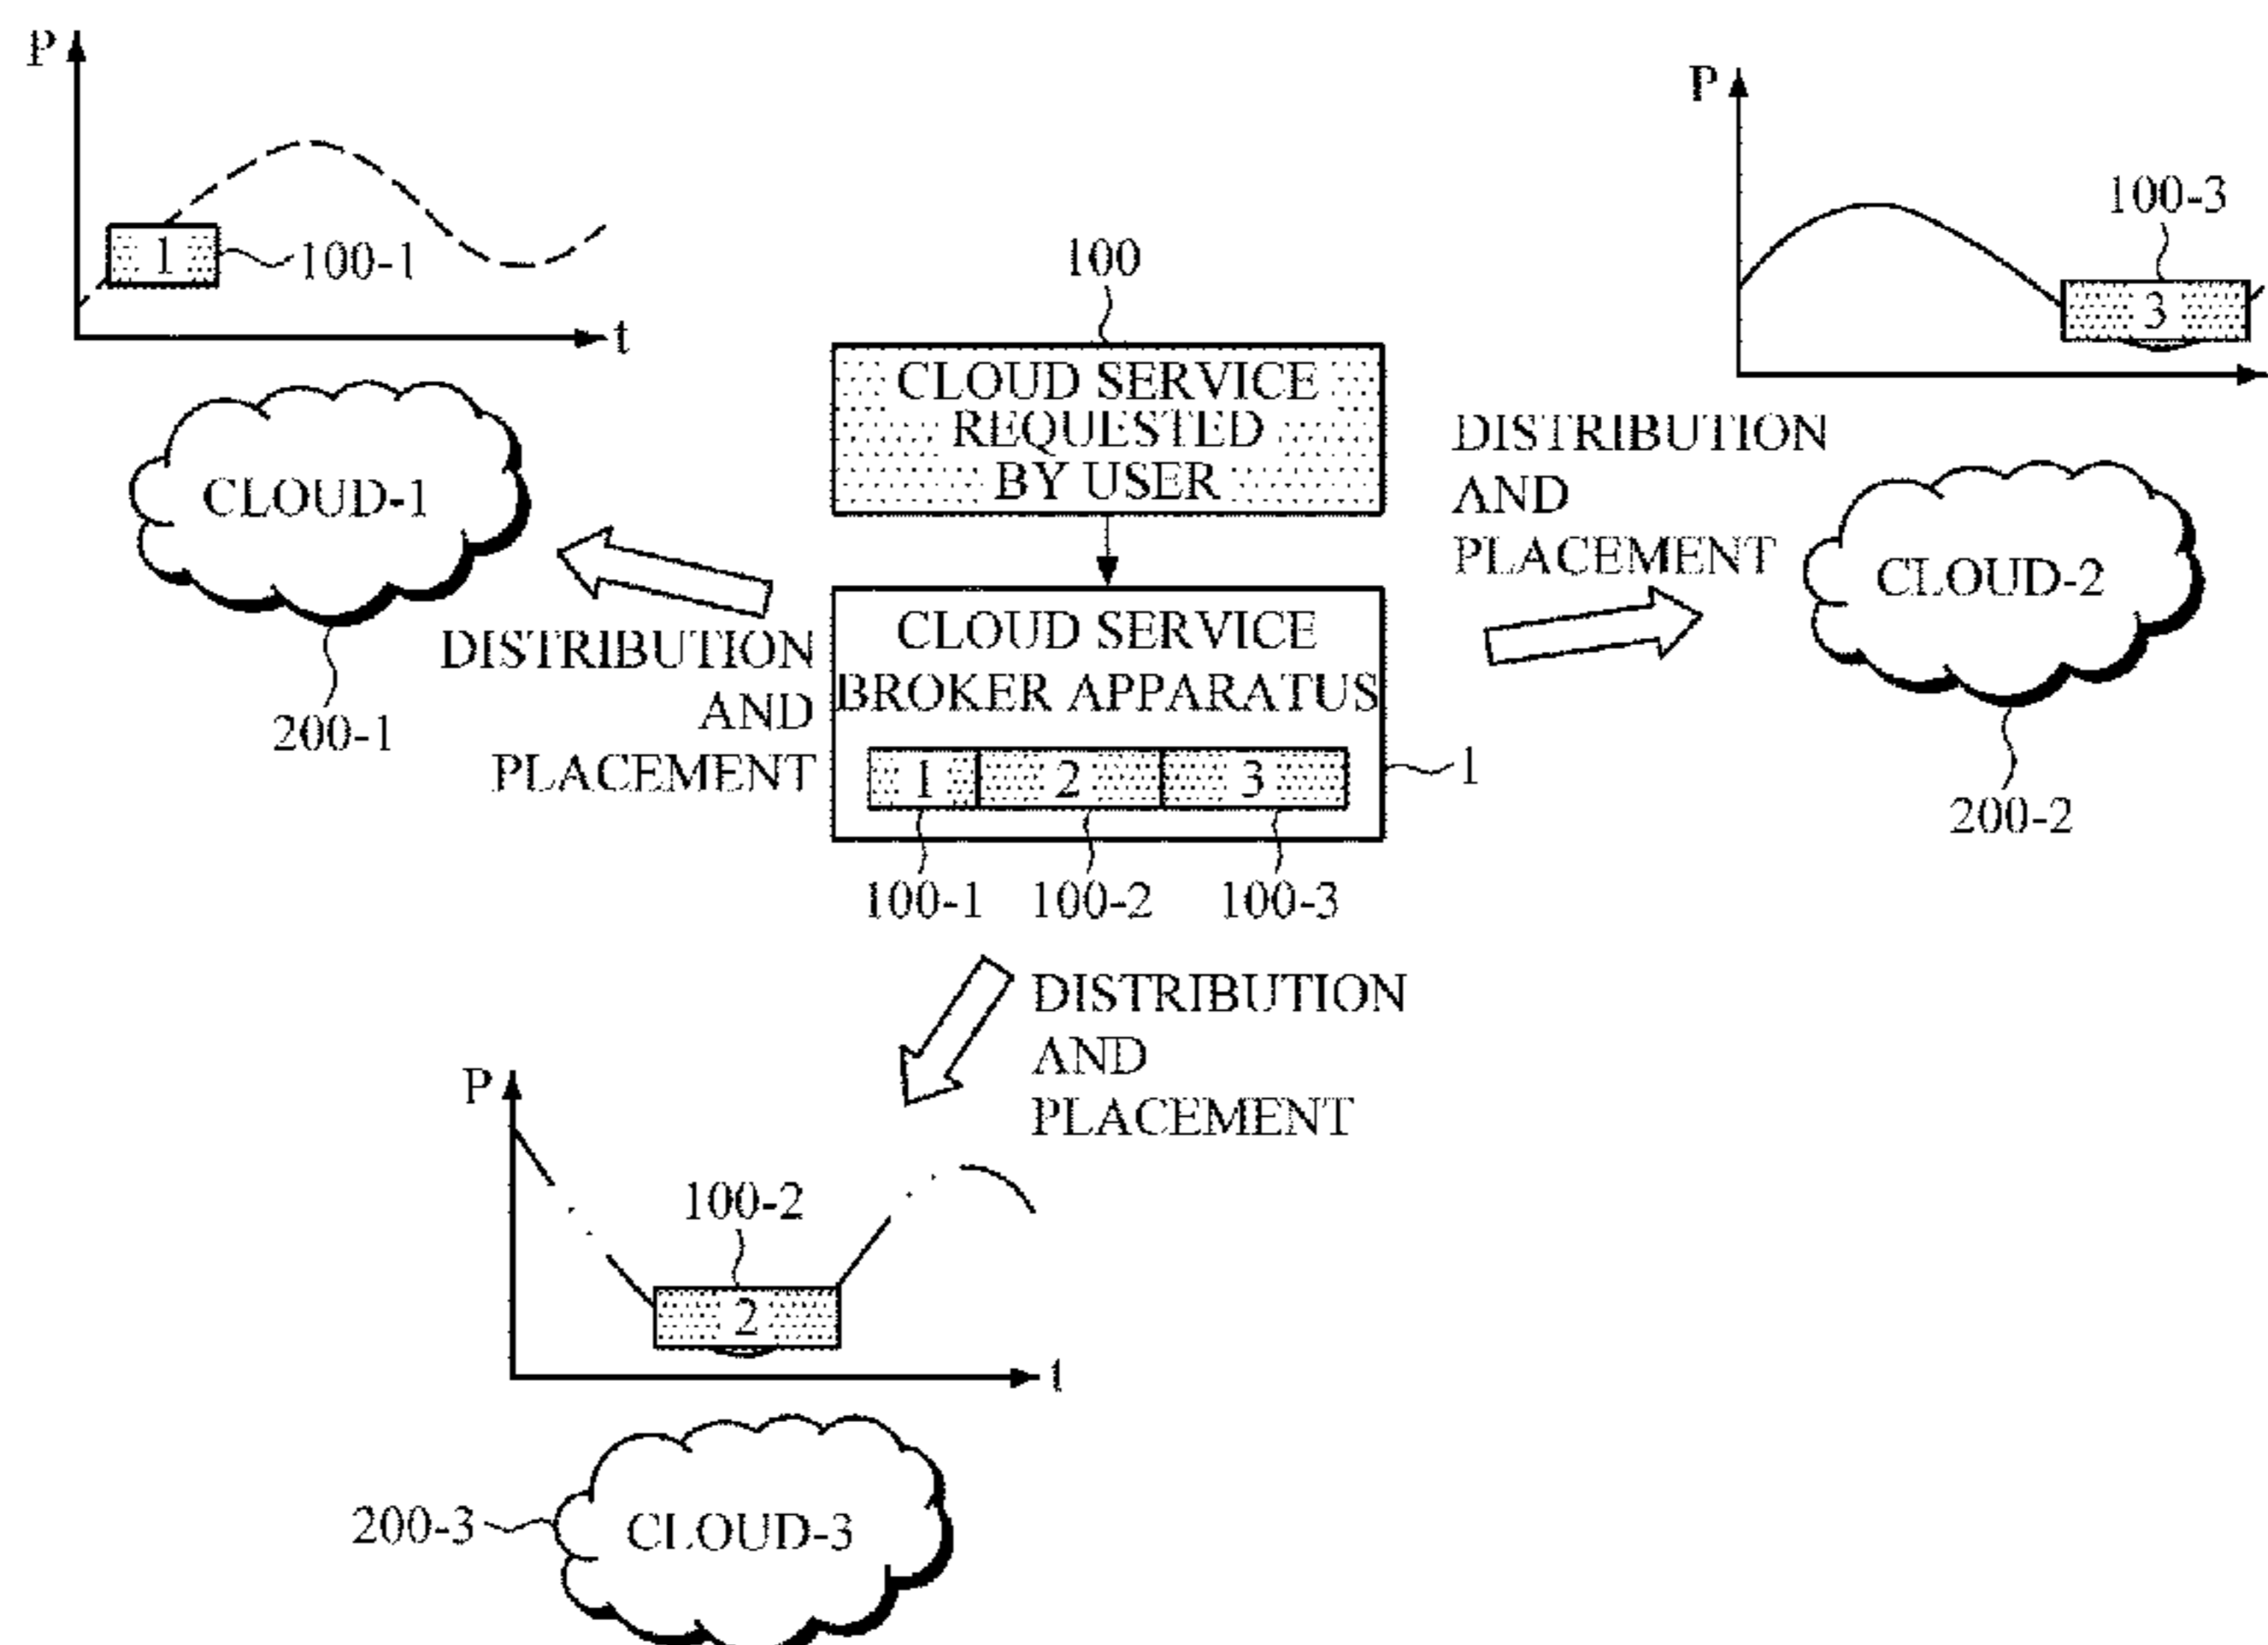 P
1
100-1
t
CLOUD-1
200-1
100
CLOUD SERVICE
REQUESTED
BY USER
P
100-3
3
DISTRIBUTION
AND
PLACEMENT
CLOUD-2
200-2
DISTRIBUTION
AND
PLACEMENT
CLOUD SERVICE
BROKER APPARATUS
1 2 3
1
100-1 100-2 100-3
DISTRIBUTION
AND
PLACEMENT
P
100-2
2
t
200-3
CLOUD-3